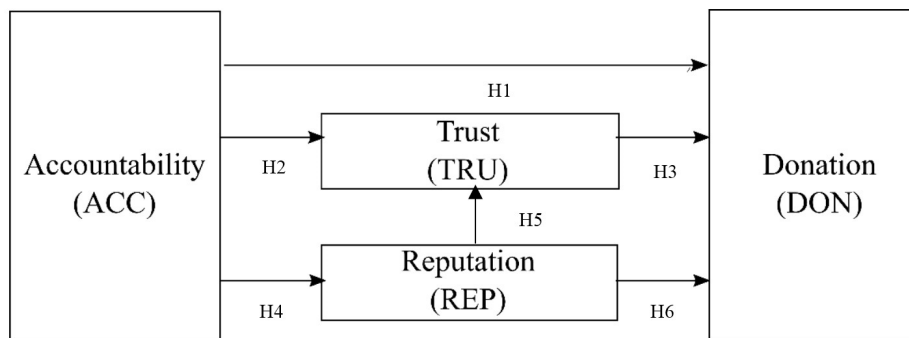 H1
Trust
(TRU)
Accountability
(ACC)
H2
H3
Donation
(DON)
H5
Reputation
(REP)
H4
H6